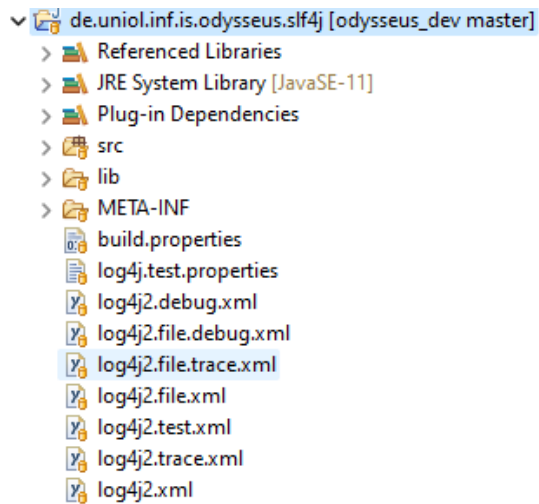 de.uniol.inf.is.odysseus.slf4j [odysseus_dev master]
Referenced Libraries
JRE System Library [JavaSE-11]
Plug-in Dependencies
src
lib
META-INF
build.properties
log4j.test.properties
log4j2.debug.xml
log4j2.file.debug.xml
log4j2.file.trace.xml
log4j2.file.xml
log4j2.test.xml
log4j2.trace.xml
log4j2.xml